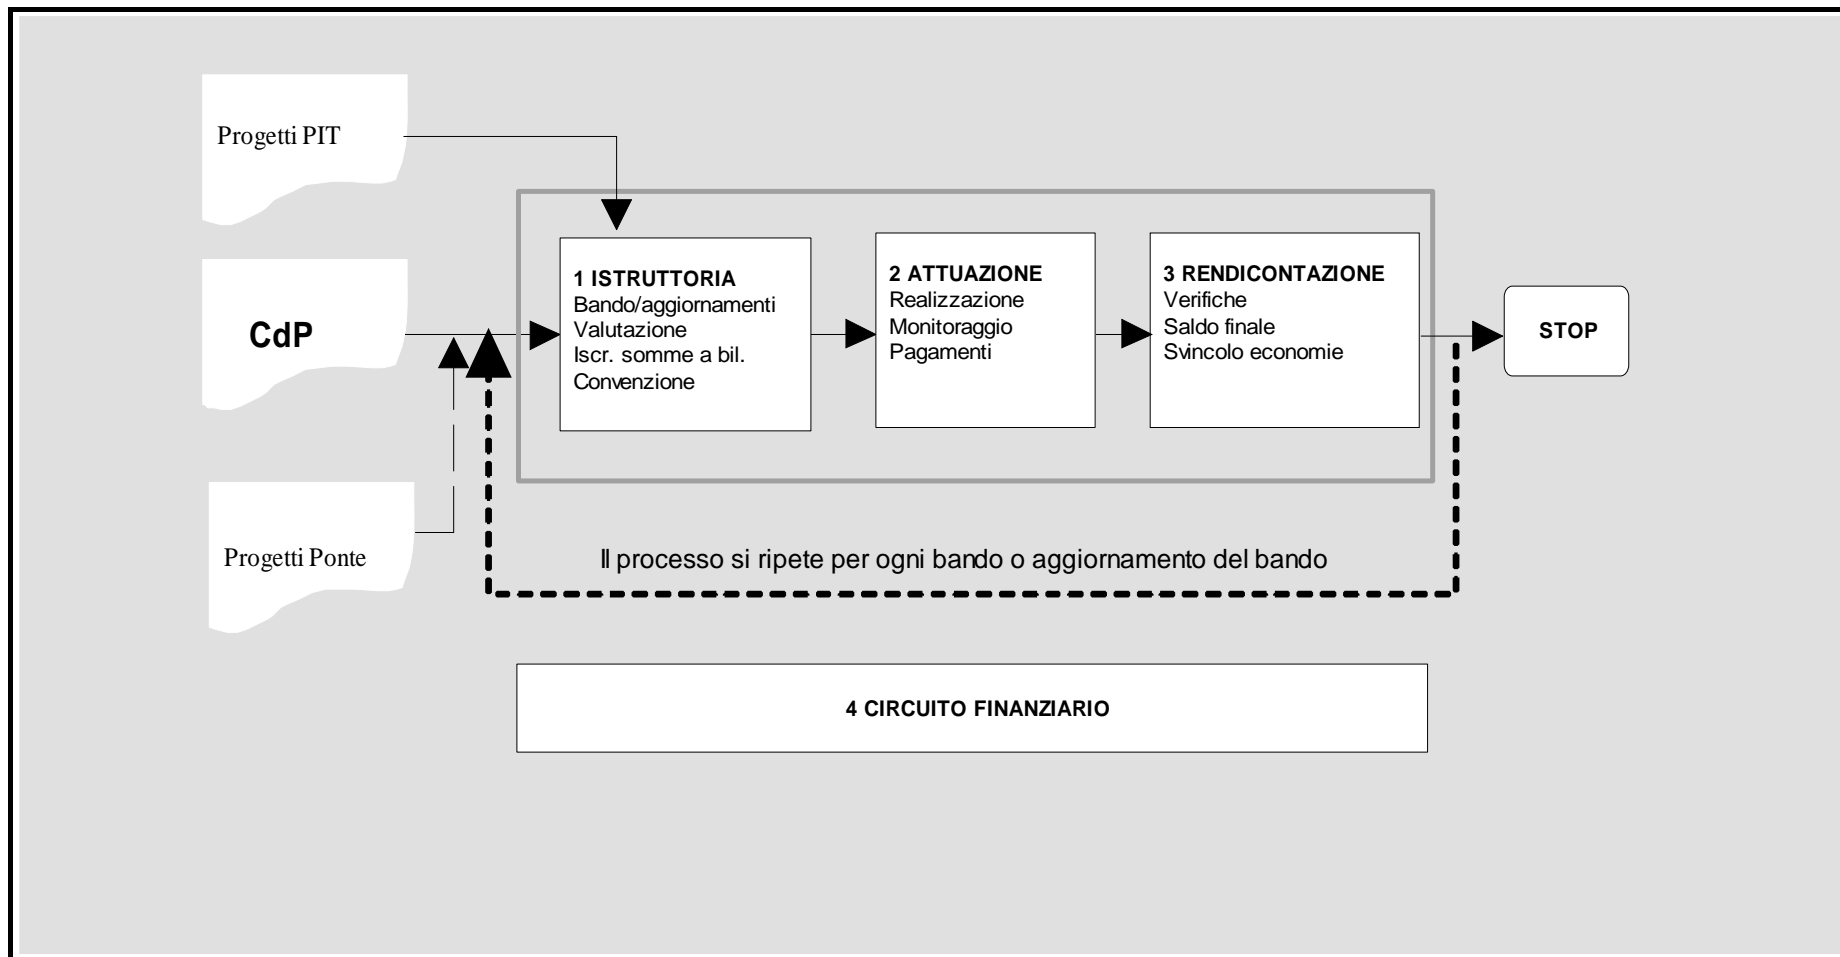 Progetti PIT
CdP
Progetti Ponte
1 ISTRUTTORIA
Bando/aggiornamenti
Valutazione
Iscr. somme a bil.
Convenzione
2 ATTUAZIONE
Realizzazione
Monitoraggio
Pagamenti
3 RENDICONTAZIONE
Verifiche
Saldo finale
Svincolo economie
STOP
Il processo si ripete per ogni bando o aggiornamento del bando
4 CIRCUITO FINANZIARIO